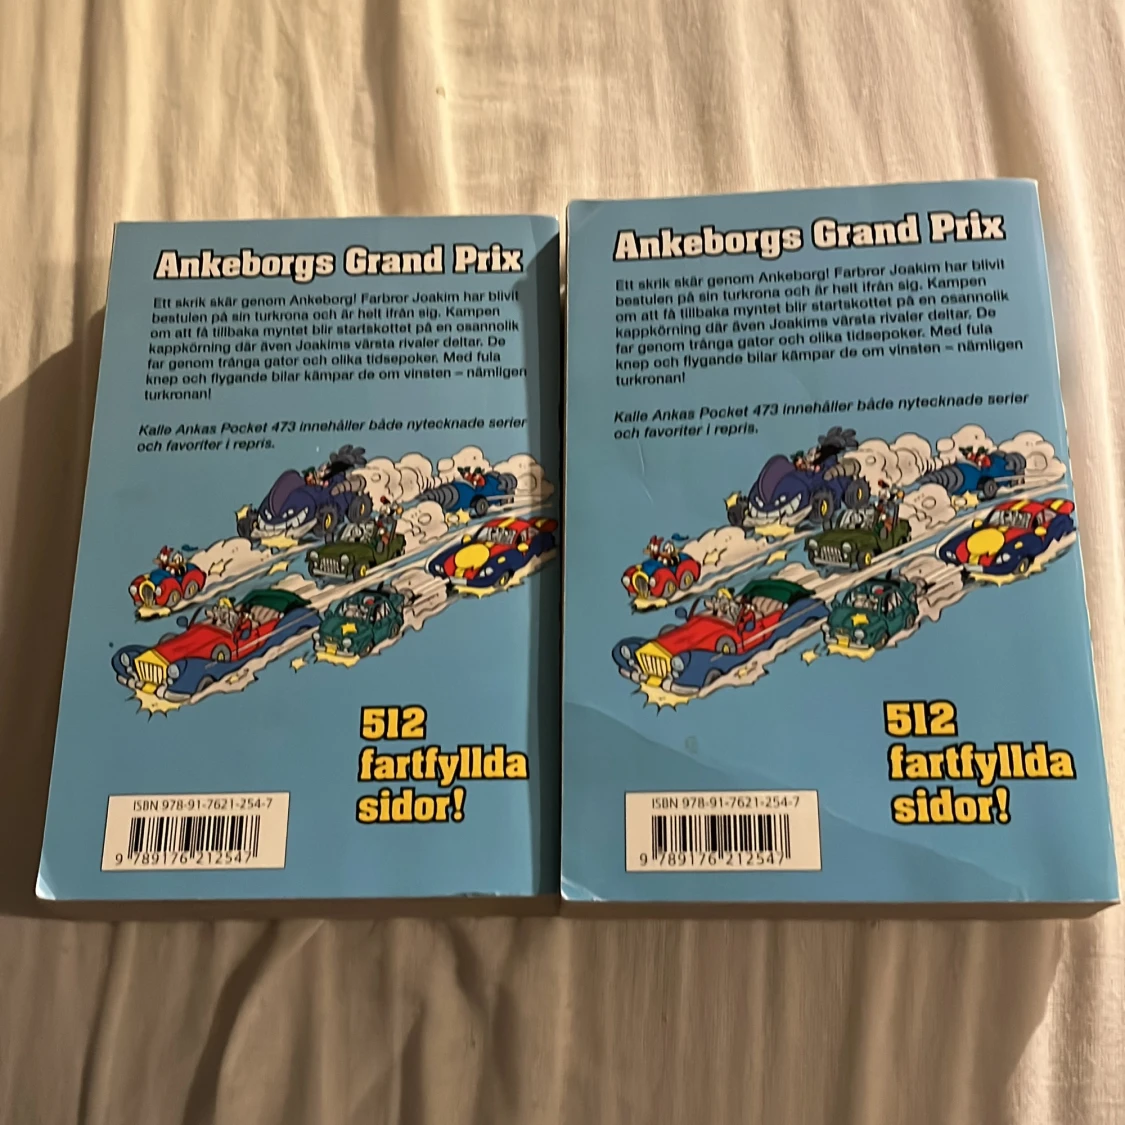 Ankeborgs Grand Prix
Ett skrik skär genom Ankeborg! Farbror Joakim har blivit
bestulen på sin turkrona och är helt ifrån sig. Kampen
om att få tillbaka myntet blir startskottet på en osannolik
kappkörning där även Joakims värsta rivaler deltar. De
far genom trånga gator och olika tidsepoker. Med fula
knep och flygande bilar kämpar de om vinsten – nämligen
turkronan!
Kalle Ankas Pocket 473 innehåller både nytecknade serier
och favoriter i repris.
512
fartfyllda
sidor!
ISBN 978-91-7621-254-7
9 789176 212547
Ankeborgs Grand Prix
Ett skrik skär genom Ankeborg! Farbror Joakim har blivit
bestulen på sin turkrona och är helt ifrån sig. Kampen
om att få tillbaka myntet blir startskottet på en osannolik
kappkörning där även Joakims värsta rivaler deltar. De
far genom trånga gator och olika tidsepoker. Med fula
knep och flygande bilar kämpar de om vinsten – nämligen
turkronan!
Kalle Ankas Pocket 473 innehåller både nytecknade serier
och favoriter i repris.
512
fartfyllda
sidor!
ISBN 978-91-7621-254-7
9 789176 212547